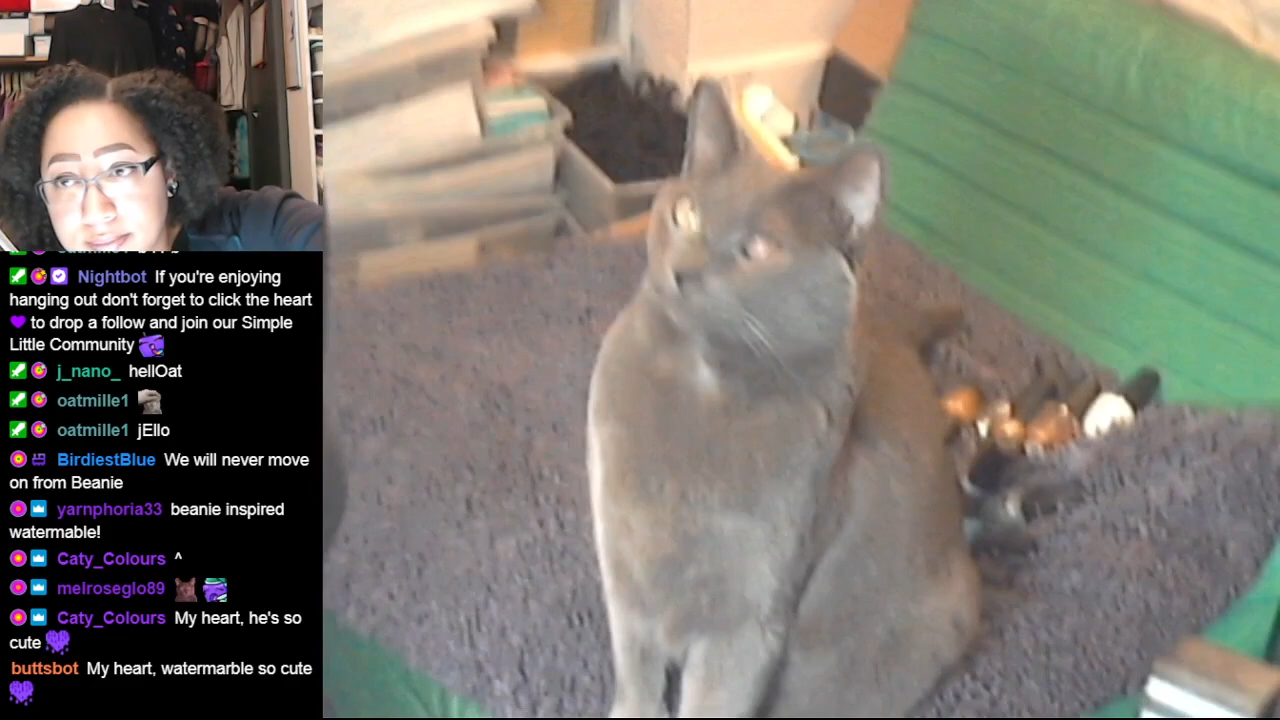 Nightbot If you're enjoying
hanging out don't forget to click the heart
to drop a follow and join our Simple
Little Community
j_nano_ hellOat
oatmille1
oatmille1 jEllo
BirdiestBlue We will never move
on from Beanie
yarnphoria33 beanie inspired
watermable!
Caty_Colours ^
melroseglo89
Caty_Colours My heart, he's so
cute
buttsbot My heart, watermarble so cute